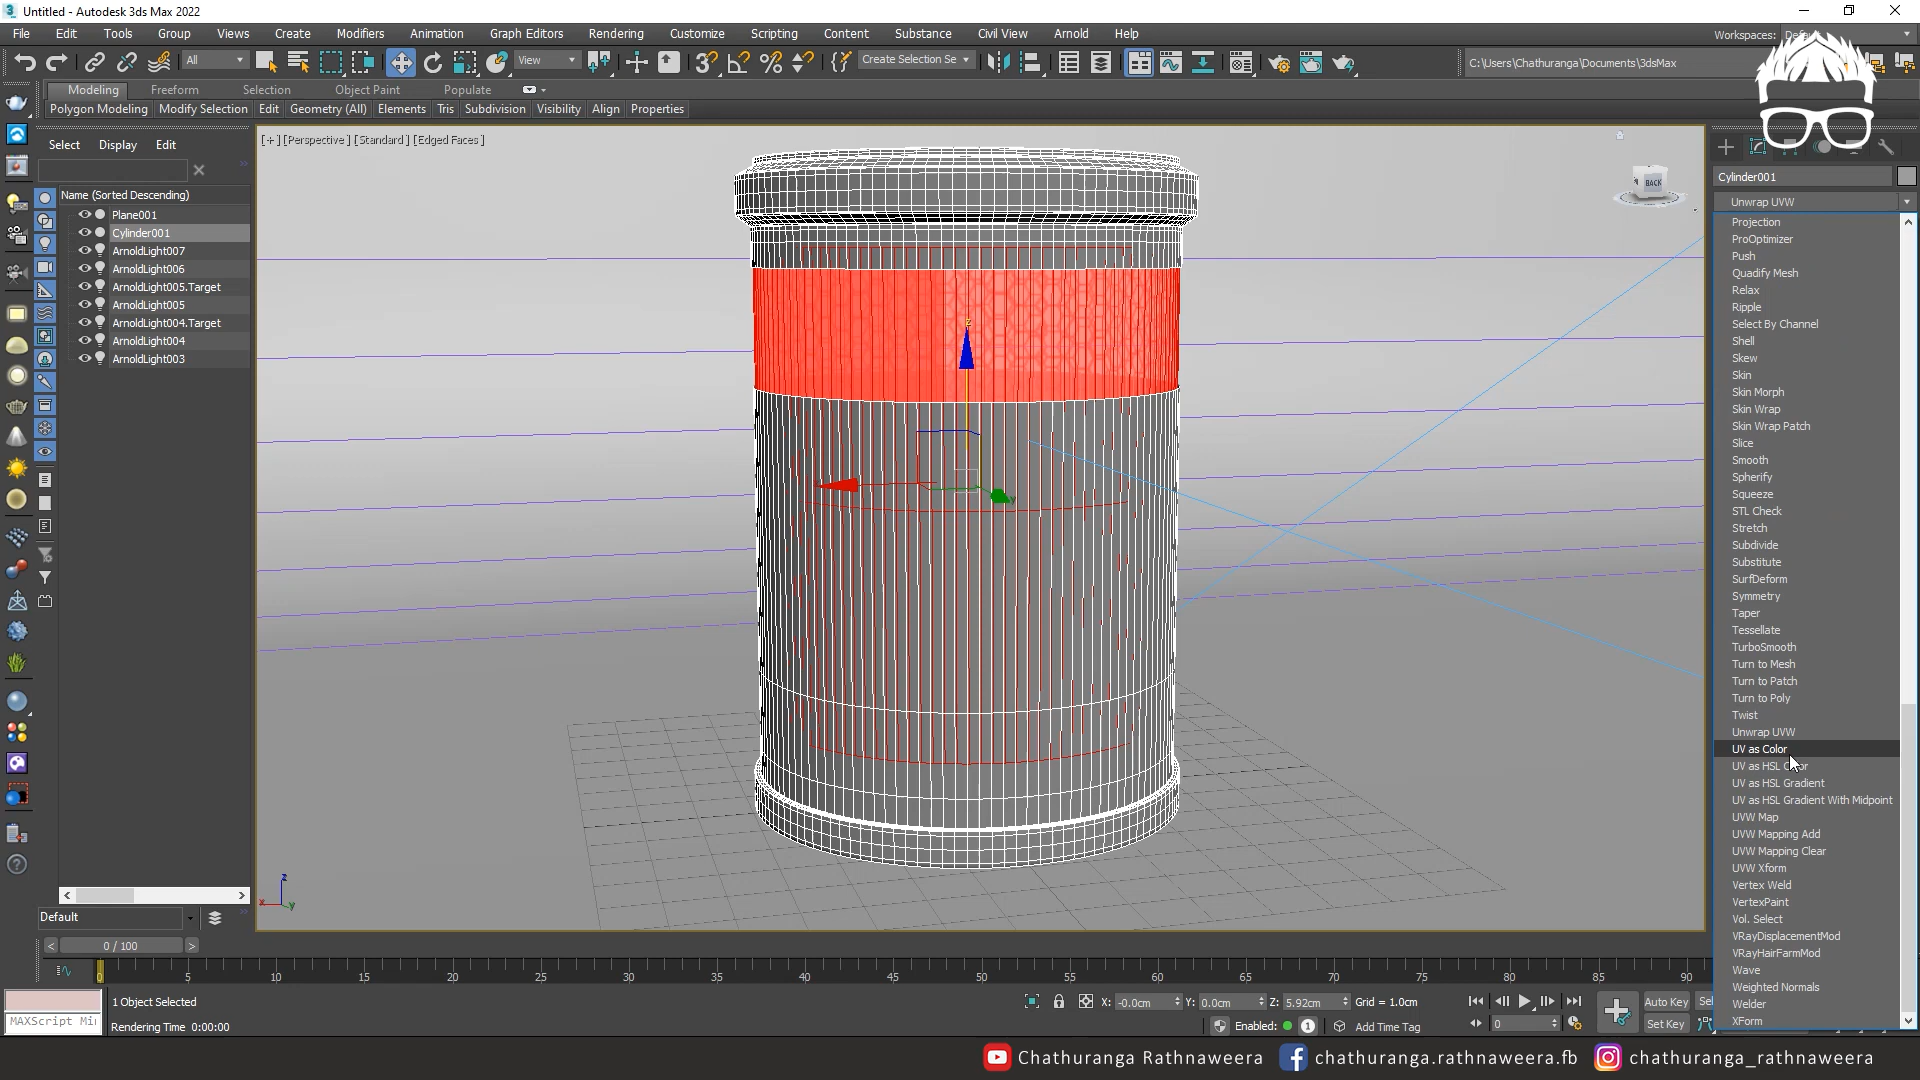 Untitled - Autodesk 3ds Max 2022
File Edit Tools Group Views Create Modifiers Animation Graph Editors Rendering Customize Scripting Content Substance Civil View Arnold Help
Workspaces:
All View Create Selection Se C:\Users\Chathuranga\Documents\3dsMax
Modeling Freeform Selection Object Paint Populate
Polygon Modeling Modify Selection Edit Geometry (All) Elements Tris Subdivision Visibility Align Properties
Select Display Edit
[+] [Perspective] [Standard] [Edged Faces]
Name (Sorted Descending)
Plane001
Cylinder001
ArnoldLight007
ArnoldLight006
ArnoldLight005.Target
ArnoldLight005
ArnoldLight004.Target
ArnoldLight004
ArnoldLight003
Default
BACK
z
y
z
x
y
Cylinder001
Unwrap UVW
Projection
ProOptimizer
Push
Quadify Mesh
Relax
Ripple
Select By Channel
Shell
Skew
Skin
Skin Morph
Skin Wrap
Skin Wrap Patch
Slice
Smooth
Spherify
Squeeze
STL Check
Stretch
Subdivide
Substitute
SurfDeform
Symmetry
Taper
Tessellate
TurboSmooth
Turn to Mesh
Turn to Patch
Turn to Poly
Twist
Unwrap UVW
UV as Color
UV as HSL Color
UV as HSL Gradient
UV as HSL Gradient With Midpoint
UVW Map
UVW Mapping Add
UVW Mapping Clear
UVW Xform
Vertex Weld
VertexPaint
Vol. Select
VRayDisplacementMod
VRayHairFarmMod
Wave
Weighted Normals
Welder
XForm
0 / 100
0 5 10 15 20 25 30 35 40 45 50 55 60 65 70 75 80 85 90
1 Object Selected X: -0.0cm Y: 0.0cm Z: 5.92cm Grid = 1.0cm Auto Key Sel
MAXScript Mi Rendering Time 0:00:00 Enabled: 1 Add Time Tag 0 Set Key
Chathuranga Rathnaweera chathuranga.rathnaweera.fb chathuranga_rathnaweera